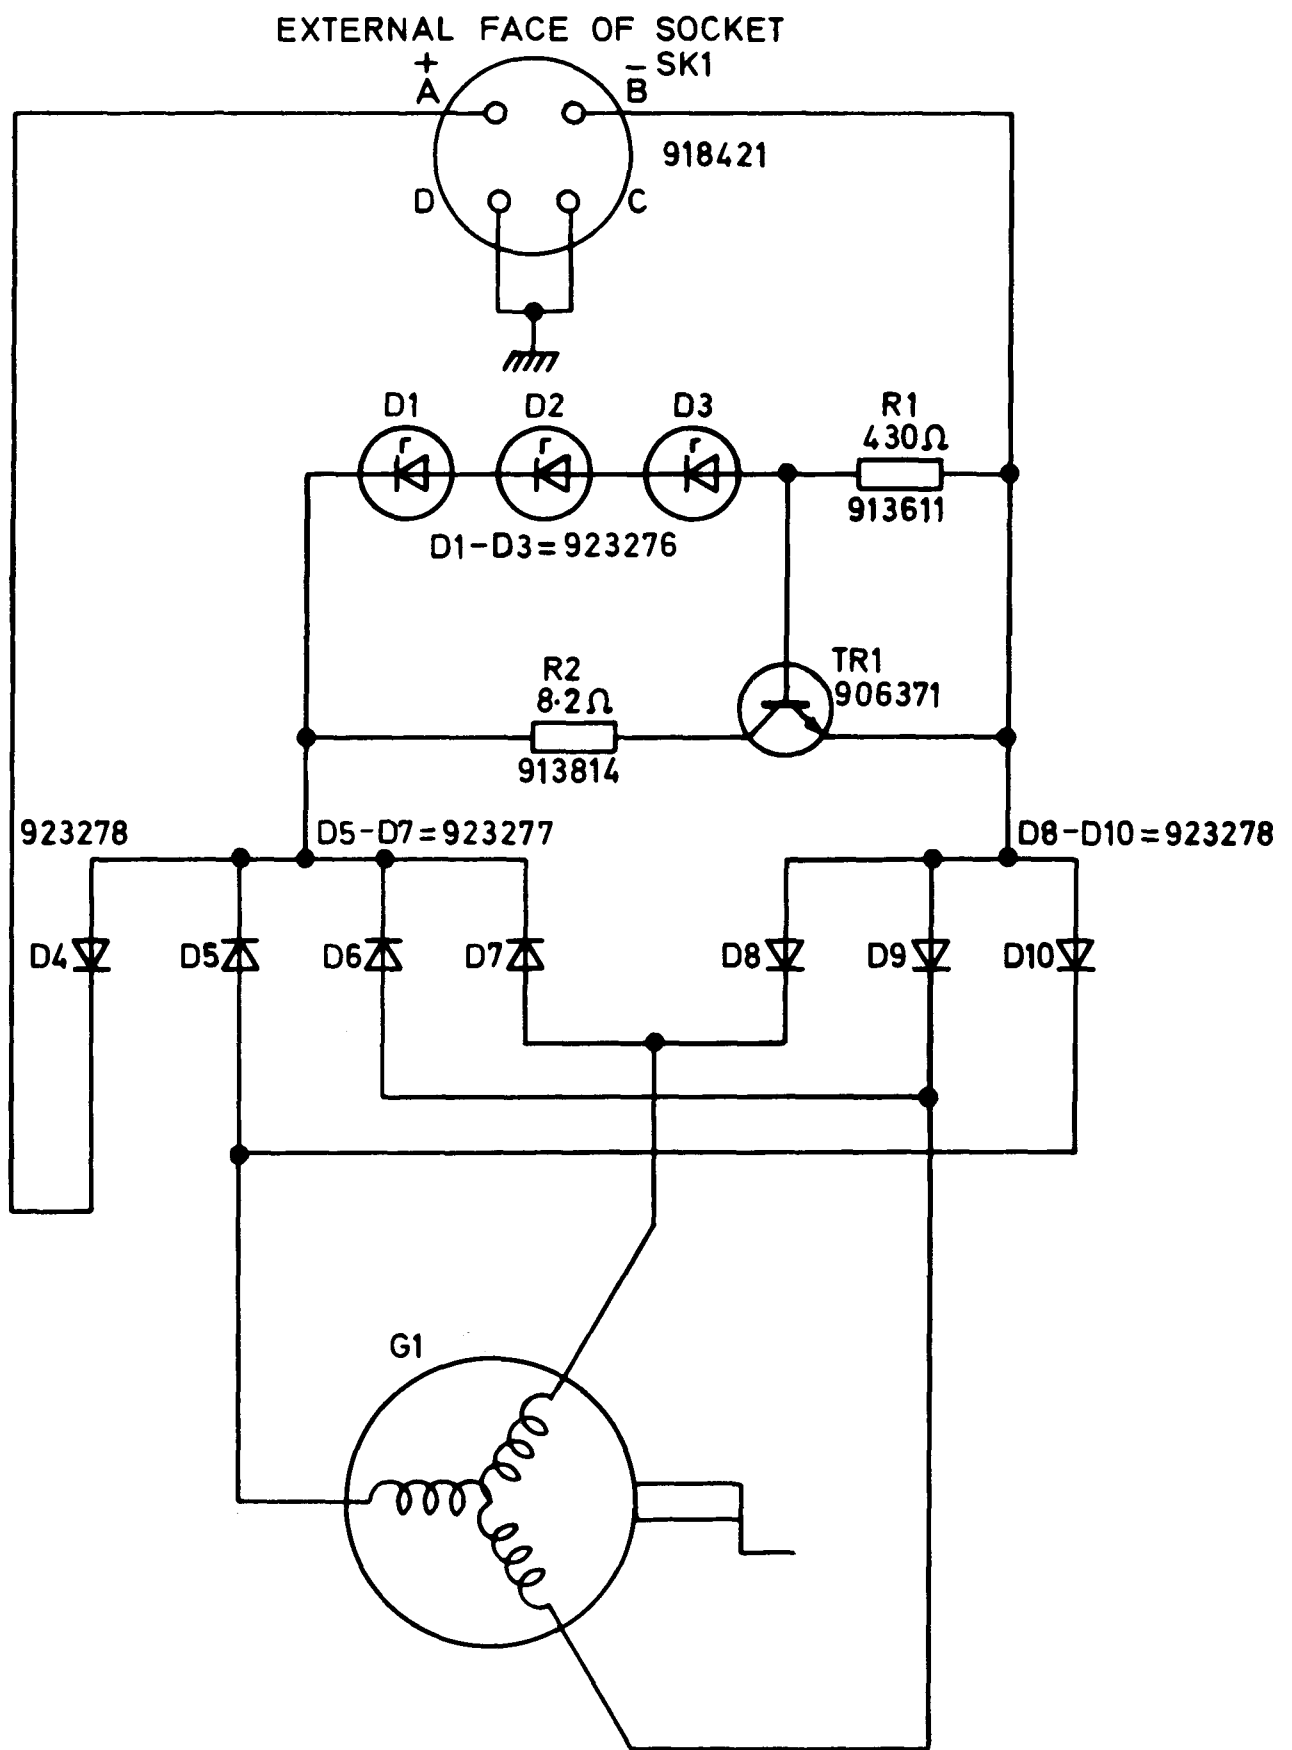 EXTERNAL FACE OF SOCKET
+ – SK1
A B
918421
D C
D1 D2 D3 R1
430Ω
913611
D1-D3=923276
R2
8·2Ω
913814
TR1
906371
923278
D5-D7=923277
D8-D10=923278
D4 D5 D6 D7 D8 D9 D10
G1